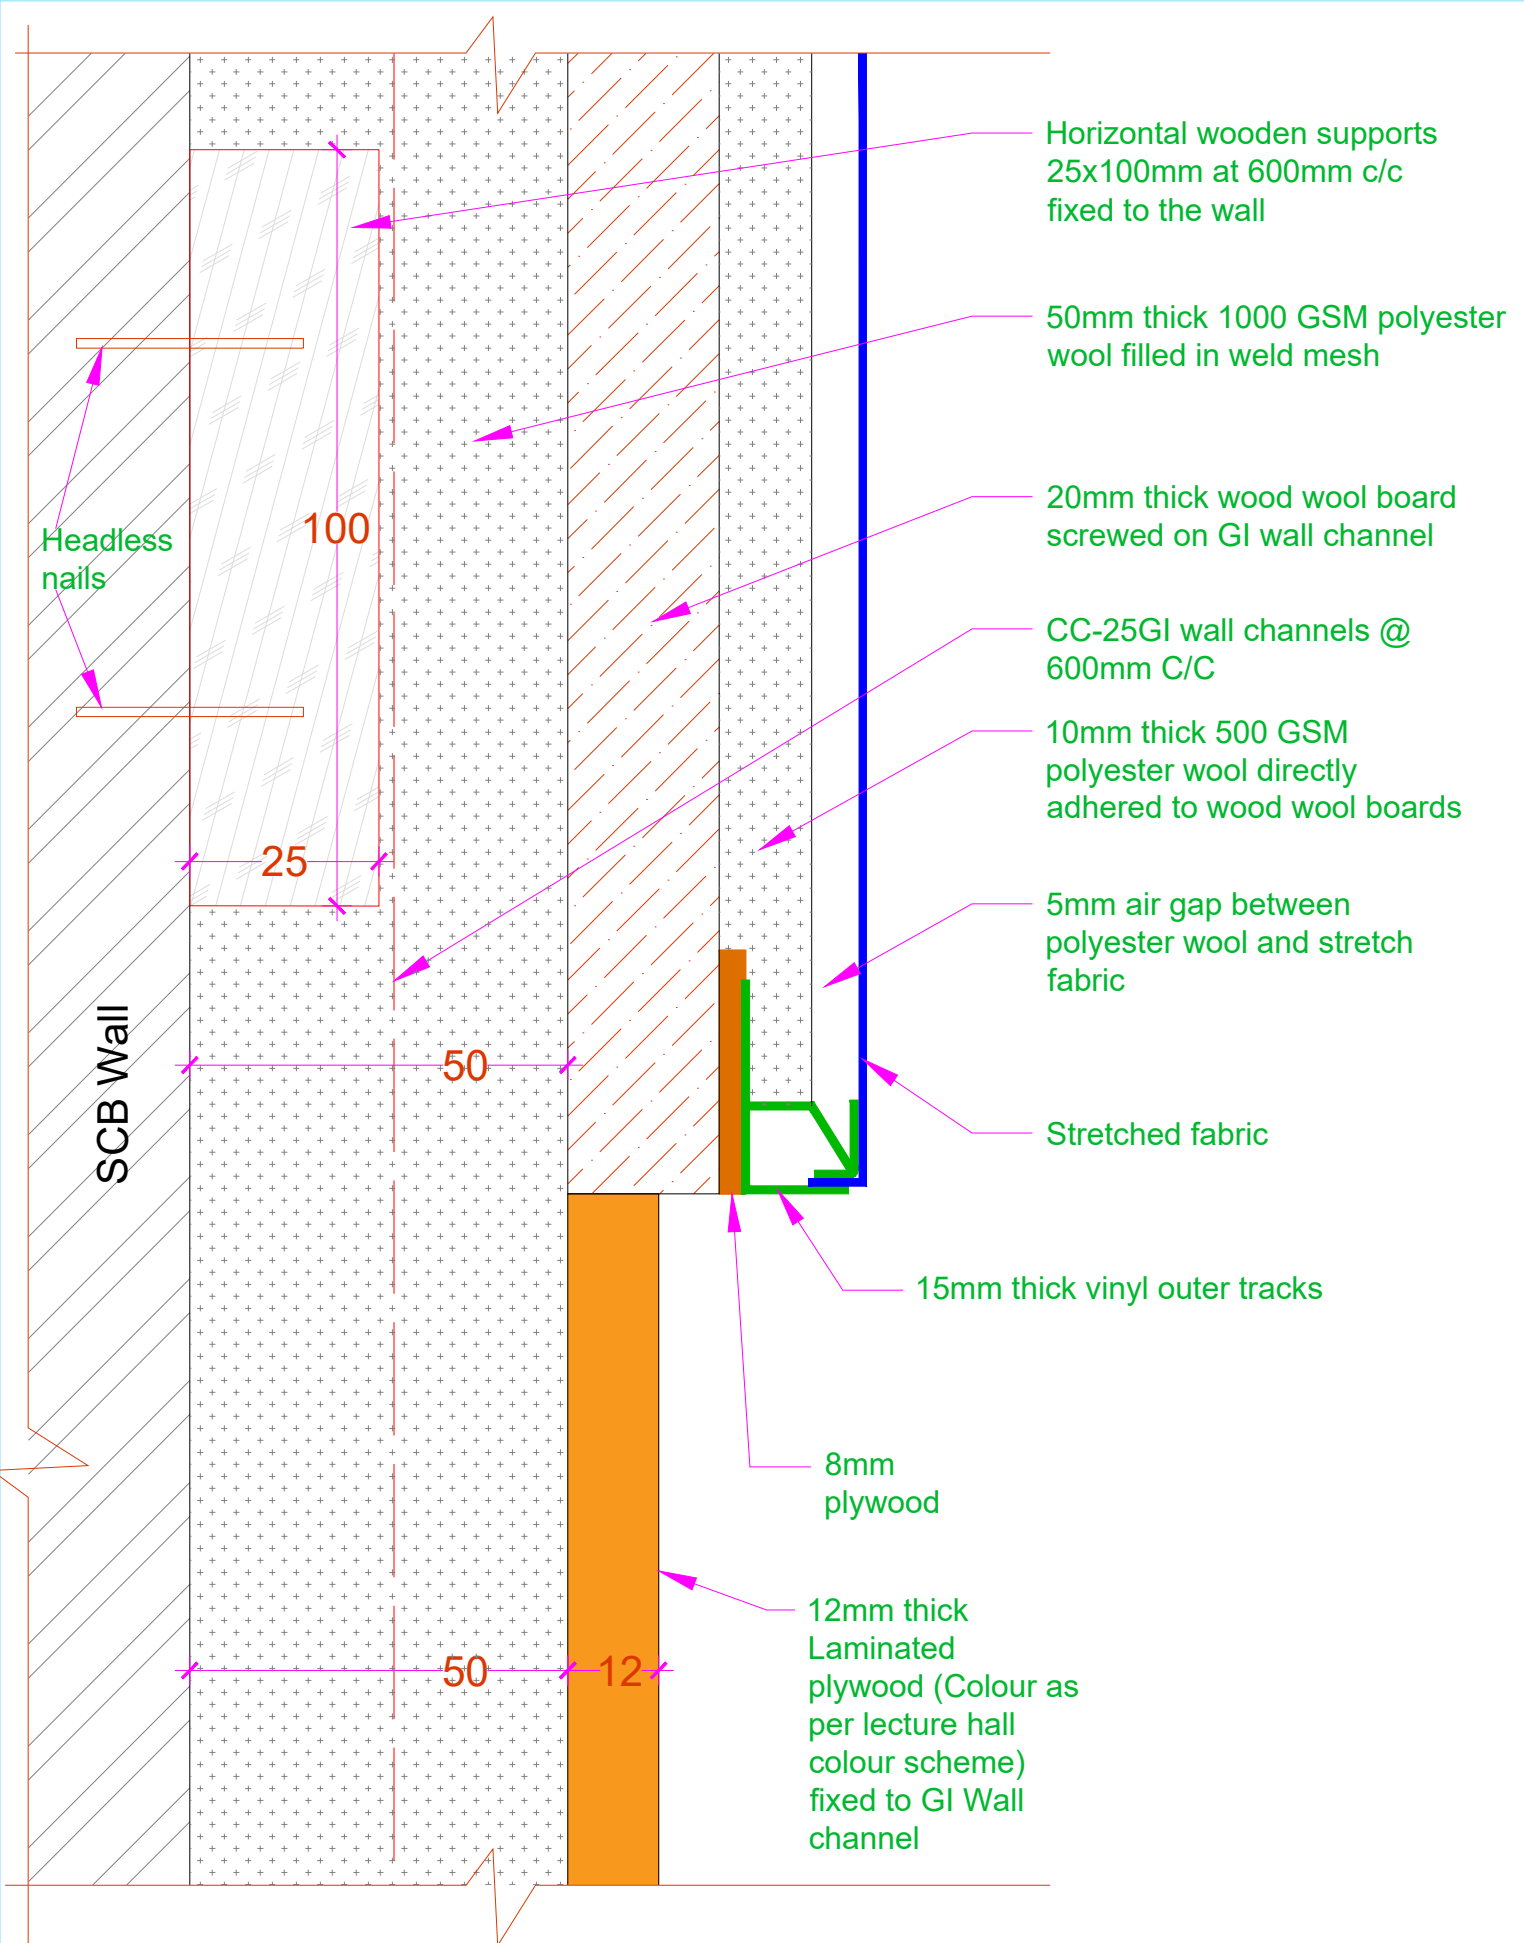 Horizontal wooden supports
25x100mm at 600mm c/c
fixed to the wall
50mm thick 1000 GSM polyester
wool filled in weld mesh
20mm thick wood wool board
screwed on GI wall channel
100
Headless
nails
CC-25GI wall channels @
600mm C/C
10mm thick 500 GSM
polyester wool directly
adhered to wood wool boards
25
5mm air gap between
polyester wool and stretch
fabric
SCB Wall
50
Stretched fabric
15mm thick vinyl outer tracks
8mm
plywood
12mm thick
Laminated
plywood (Colour as
per lecture hall
colour scheme)
fixed to GI Wall
channel
50
12